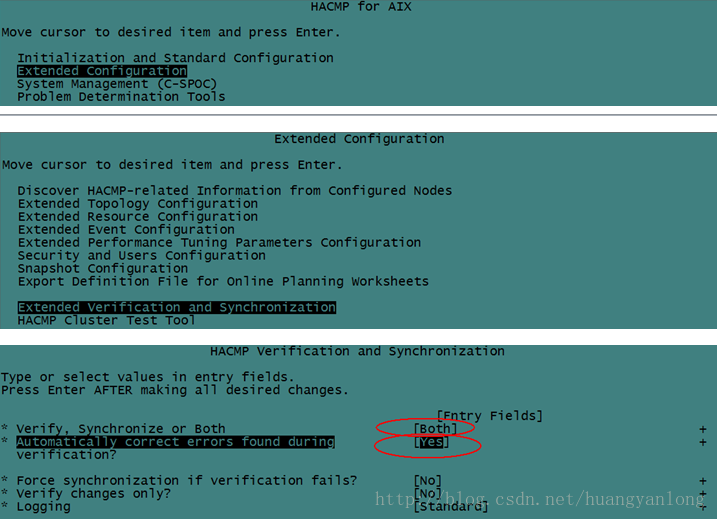 HACMP for AIX
Move cursor to desired item and press Enter.
Initialization and Standard Configuration
Extended Configuration
System Management (C-SPOC)
Problem Determination Tools
Extended Configuration
Move cursor to desired item and press Enter.
Discover HACMP-related Information from Configured Nodes
Extended Topology Configuration
Extended Resource Configuration
Extended Event Configuration
Extended Performance Tuning Parameters Configuration
Security and Users Configuration
Snapshot Configuration
Export Definition File for Online Planning Worksheets
Extended Verification and Synchronization
HACMP Cluster Test Tool
HACMP Verification and Synchronization
Type or select values in entry fields.
Press Enter AFTER making all desired changes.
[Entry Fields]
* Verify, Synchronize or Both [Both] +
* Automatically correct errors found during [Yes] +
verification?
* Force synchronization if verification fails? [No] +
* Verify changes only? [No] +
* Logging [Standard] +
http://blog.csdn.net/huangyanlong